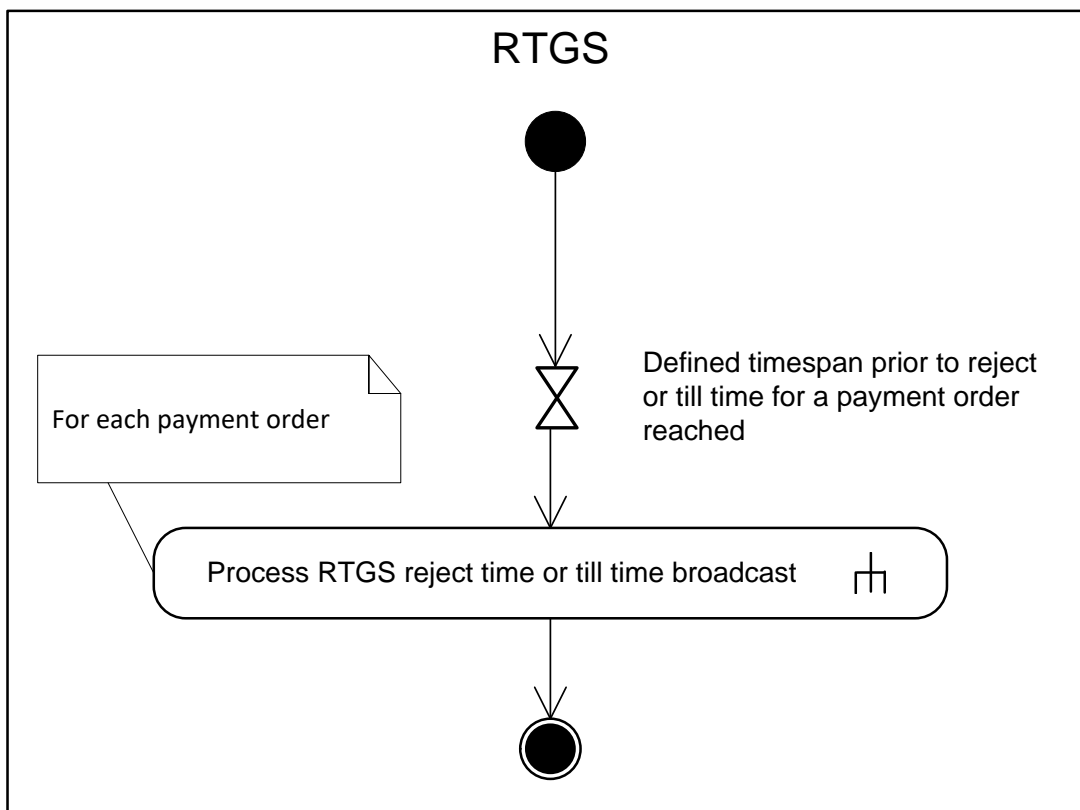 RTGS
Defined timespan prior to reject
or till time for a payment order
reached
For each payment order
Process RTGS reject time or till time broadcast